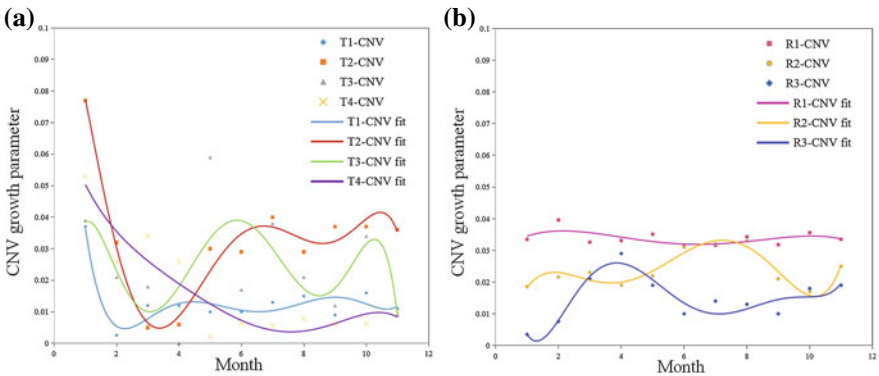 (a)
CNV growth parameter
0.1
0.09
0.08
0.07
0.06
0.05
0.04
0.03
0.02
0.01
0
0 2 4 6 8 10 12
Month
T1-CNV
T2-CNV
T3-CNV
T4-CNV
T1-CNV fit
T2-CNV fit
T3-CNV fit
T4-CNV fit
(b)
CNV growth parameter
0.1
0.09
0.08
0.07
0.06
0.05
0.04
0.03
0.02
0.01
0
0 2 4 6 8 10 12
Month
R1-CNV
R2-CNV
R3-CNV
R1-CNV fit
R2-CNV fit
R3-CNV fit